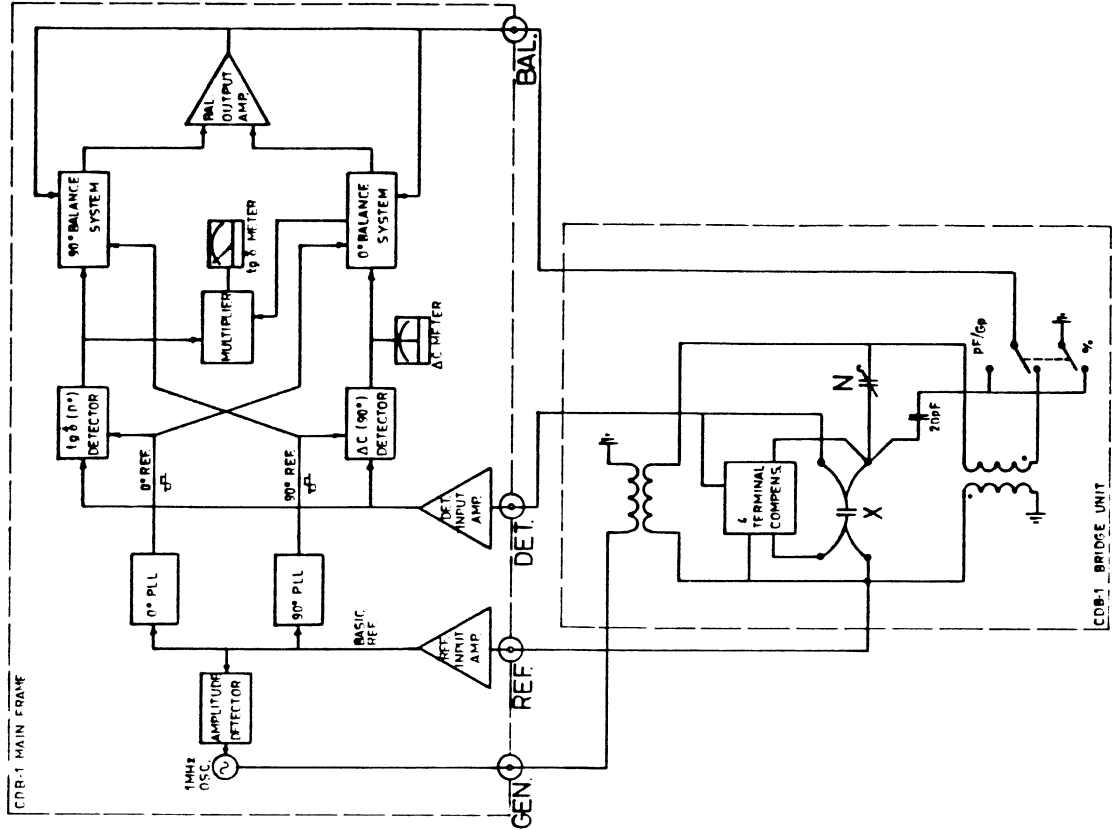 CDB-1 MAIN FRAME
1MHz
OSC.
AMPLITUDE
DETECTOR
0° PLL
90° PLL
BASIC
REF
REF.
INPUT
AMP.
DET.
INPUT
AMP.
0° REF.
90° REF.
tg δ (0°)
DETECTOR
ΔC (90°)
DETECTOR
MULTIPLIER
tg δ METER
ΔC METER
90° BALANCE
SYSTEM
0° BALANCE
SYSTEM
BAL
OUTPUT
AMP.
GEN.
REF.
DET.
BAL.
4
TERMINAL
COMPENS.
X
N
20pF
pF/Gp
%
CDB-1 BRIDGE UNIT